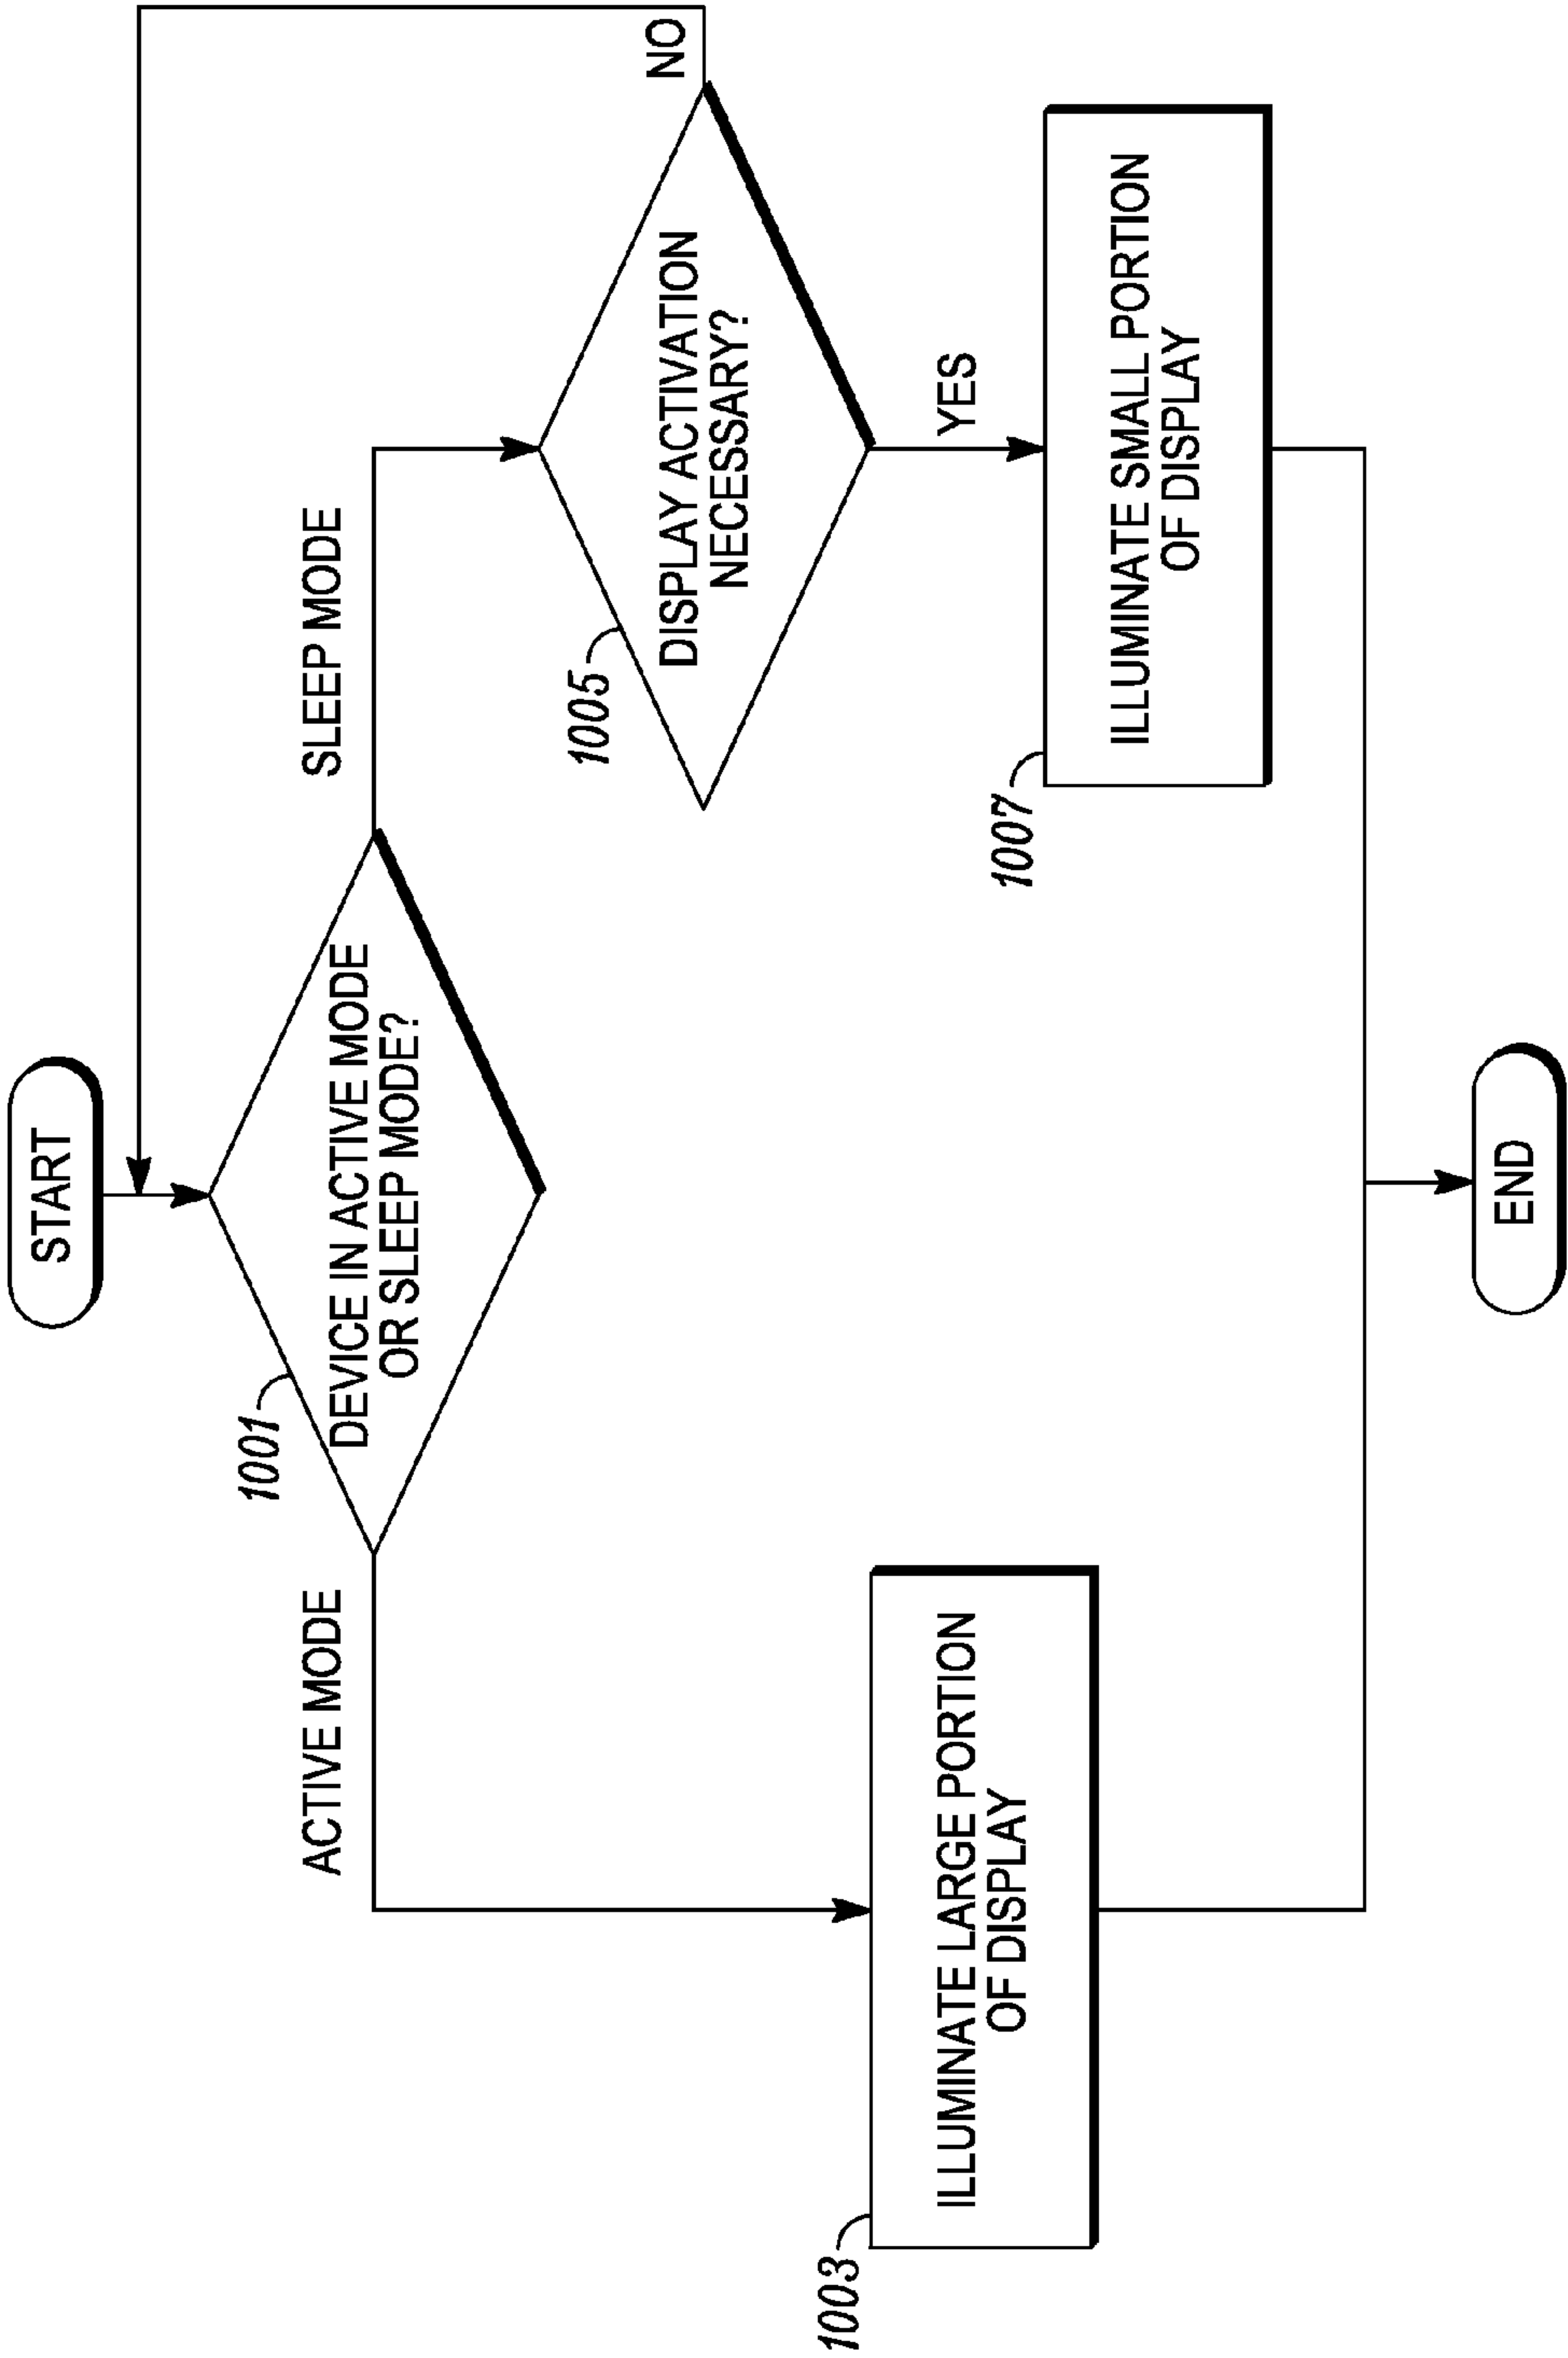 START
1001
DEVICE IN ACTIVE MODE
OR SLEEP MODE?
ACTIVE MODE
SLEEP MODE
NO
1005
DISPLAY ACTIVATION
NECESSARY?
YES
1003
ILLUMINATE LARGE PORTION
OF DISPLAY
1007
ILLUMINATE SMALL PORTION
OF DISPLAY
END